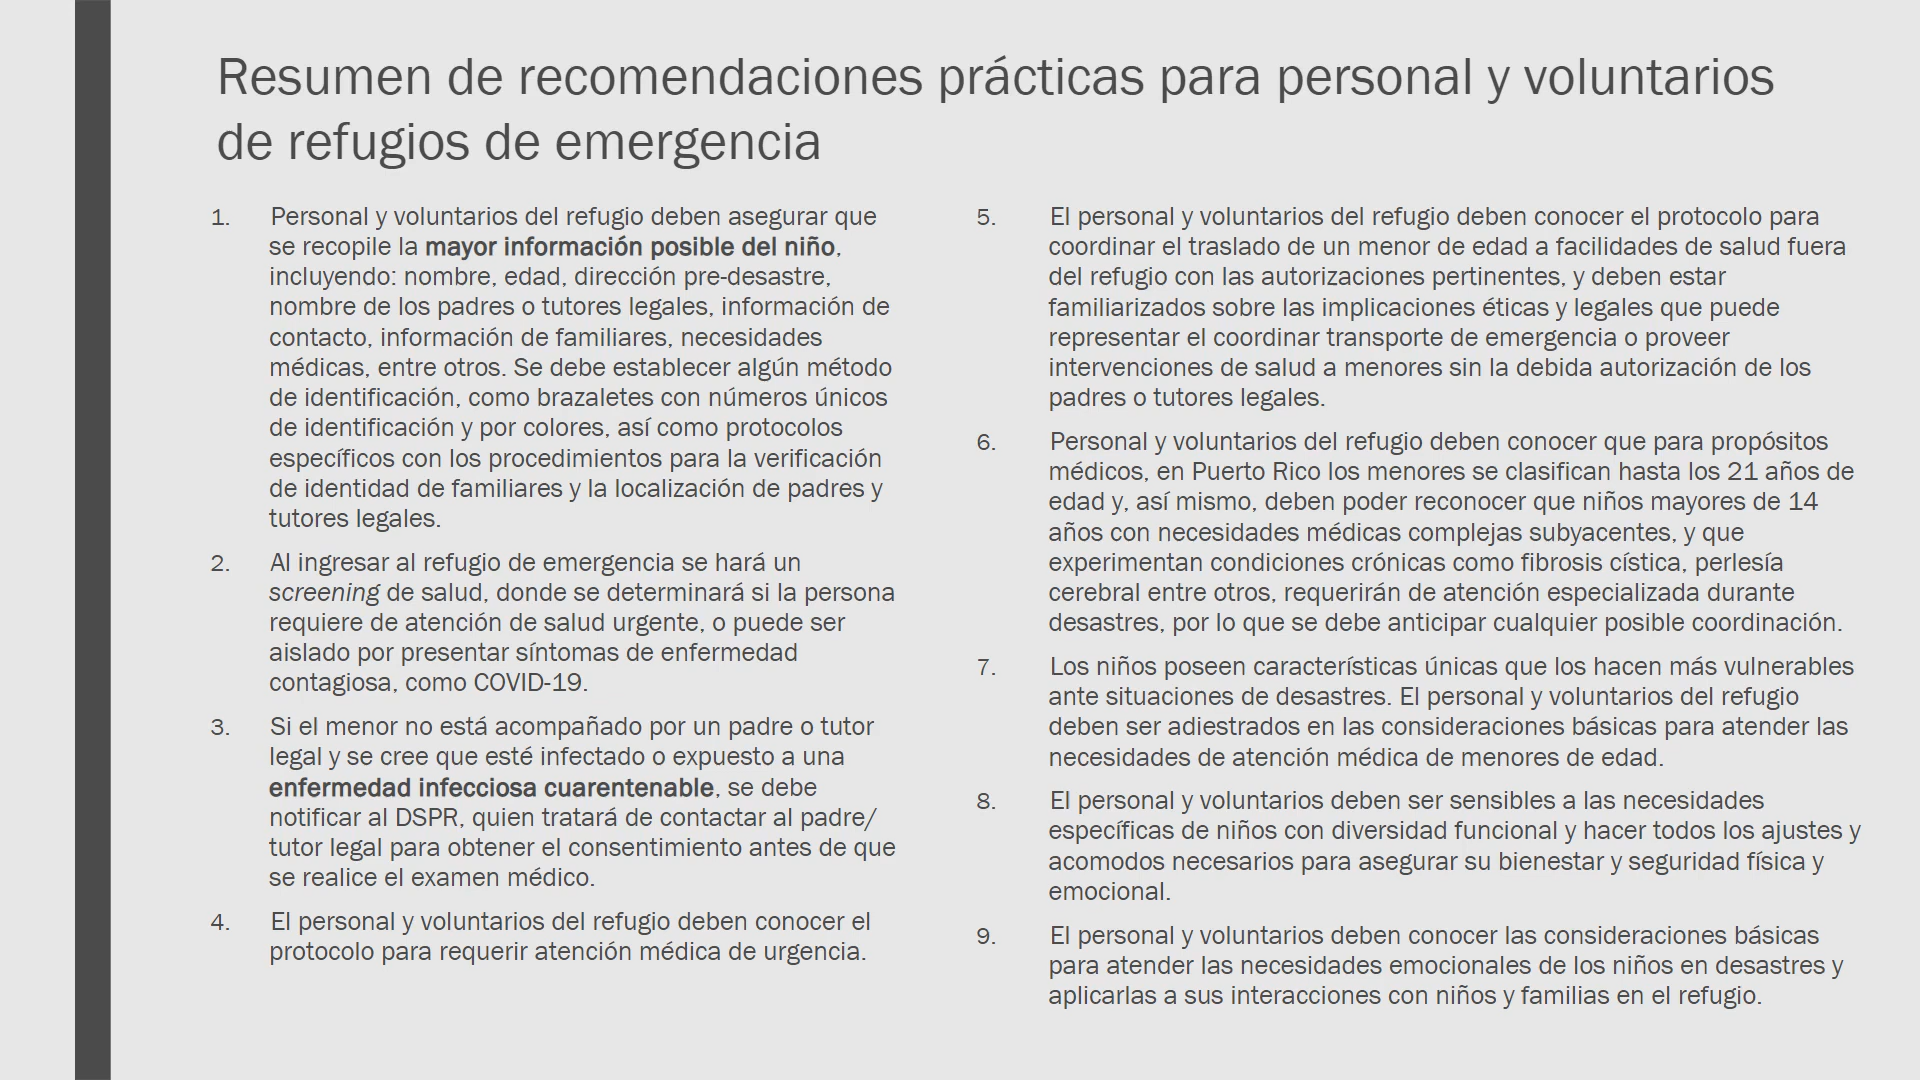 Resumen de recomendaciones prácticas para personal y voluntarios
de refugios de emergencia
1. Personal y voluntarios del refugio deben asegurar que
se recopile la mayor información posible del niño,
incluyendo: nombre, edad, dirección pre-desastre,
nombre de los padres o tutores legales, información de
contacto, información de familiares, necesidades
médicas, entre otros. Se debe establecer algún método
de identificación, como brazaletes con números únicos
de identificación y por colores, así como protocolos
específicos con los procedimientos para la verificación
de identidad de familiares y la localización de padres y
tutores legales.
2. Al ingresar al refugio de emergencia se hará un
screening de salud, donde se determinará si la persona
requiere de atención de salud urgente, o puede ser
aislado por presentar síntomas de enfermedad
contagiosa, como COVID-19.
3. Si el menor no está acompañado por un padre o tutor
legal y se cree que esté infectado o expuesto a una
enfermedad infecciosa cuarentenable, se debe
notificar al DSPR, quien tratará de contactar al padre/
tutor legal para obtener el consentimiento antes de que
se realice el examen médico.
4. El personal y voluntarios del refugio deben conocer el
protocolo para requerir atención médica de urgencia.
5. El personal y voluntarios del refugio deben conocer el protocolo para
coordinar el traslado de un menor de edad a facilidades de salud fuera
del refugio con las autorizaciones pertinentes, y deben estar
familiarizados sobre las implicaciones éticas y legales que puede
representar el coordinar transporte de emergencia o proveer
intervenciones de salud a menores sin la debida autorización de los
padres o tutores legales.
6. Personal y voluntarios del refugio deben conocer que para propósitos
médicos, en Puerto Rico los menores se clasifican hasta los 21 años de
edad y, así mismo, deben poder reconocer que niños mayores de 14
años con necesidades médicas complejas subyacentes, y que
experimentan condiciones crónicas como fibrosis cística, perlesía
cerebral entre otros, requerirán de atención especializada durante
desastres, por lo que se debe anticipar cualquier posible coordinación.
7. Los niños poseen características únicas que los hacen más vulnerables
ante situaciones de desastres. El personal y voluntarios del refugio
deben ser adiestrados en las consideraciones básicas para atender las
necesidades de atención médica de menores de edad.
8. El personal y voluntarios deben ser sensibles a las necesidades
específicas de niños con diversidad funcional y hacer todos los ajustes y
acomodos necesarios para asegurar su bienestar y seguridad física y
emocional.
9. El personal y voluntarios deben conocer las consideraciones básicas
para atender las necesidades emocionales de los niños en desastres y
aplicarlas a sus interacciones con niños y familias en el refugio.